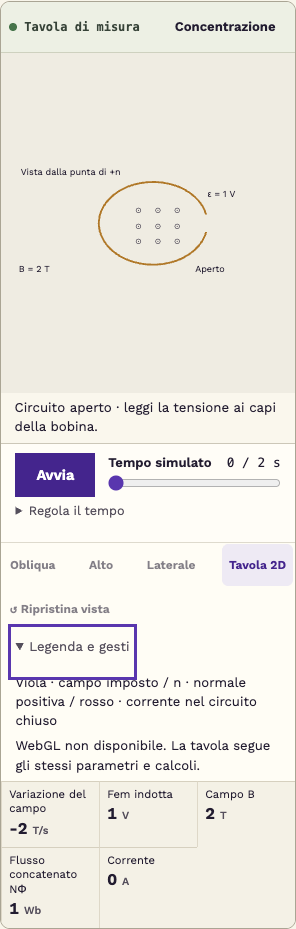 Tavola di misura Concentrazione
Vista dalla punta di +n
ε = 1 V
⊙ ⊙ ⊙
⊙ ⊙ ⊙
⊙ ⊙ ⊙
B = 2 T Aperto
Circuito aperto · leggi la tensione ai capi
della bobina.
Avvia
Tempo simulato 0 / 2 s
▶ Regola il tempo
Obliqua Alto Laterale Tavola 2D
↺ Ripristina vista
▼ Legenda e gesti
Viola · campo imposto / n · normale
positiva / rosso · corrente nel circuito
chiuso
WebGL non disponibile. La tavola segue
gli stessi parametri e calcoli.
Variazione del
campo
-2 T/s
Fem indotta
1 V
Campo B
2 T
Flusso
concatenato
NΦ
1 Wb
Corrente
0 A